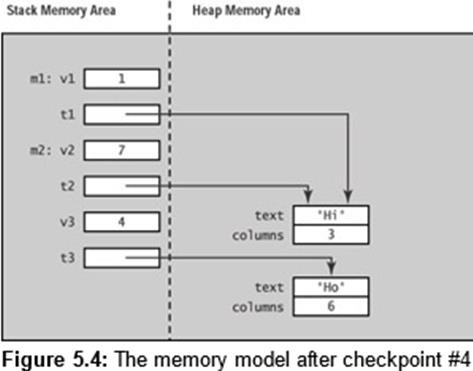 Stack Memory Area Heap Memory Area
m1: v1 1
t1
m2: v2 7
t2
v3 4
t3
text "Hi"
columns 3
text "Ho"
columns 6
Figure 5.4: The memory model after checkpoint #4